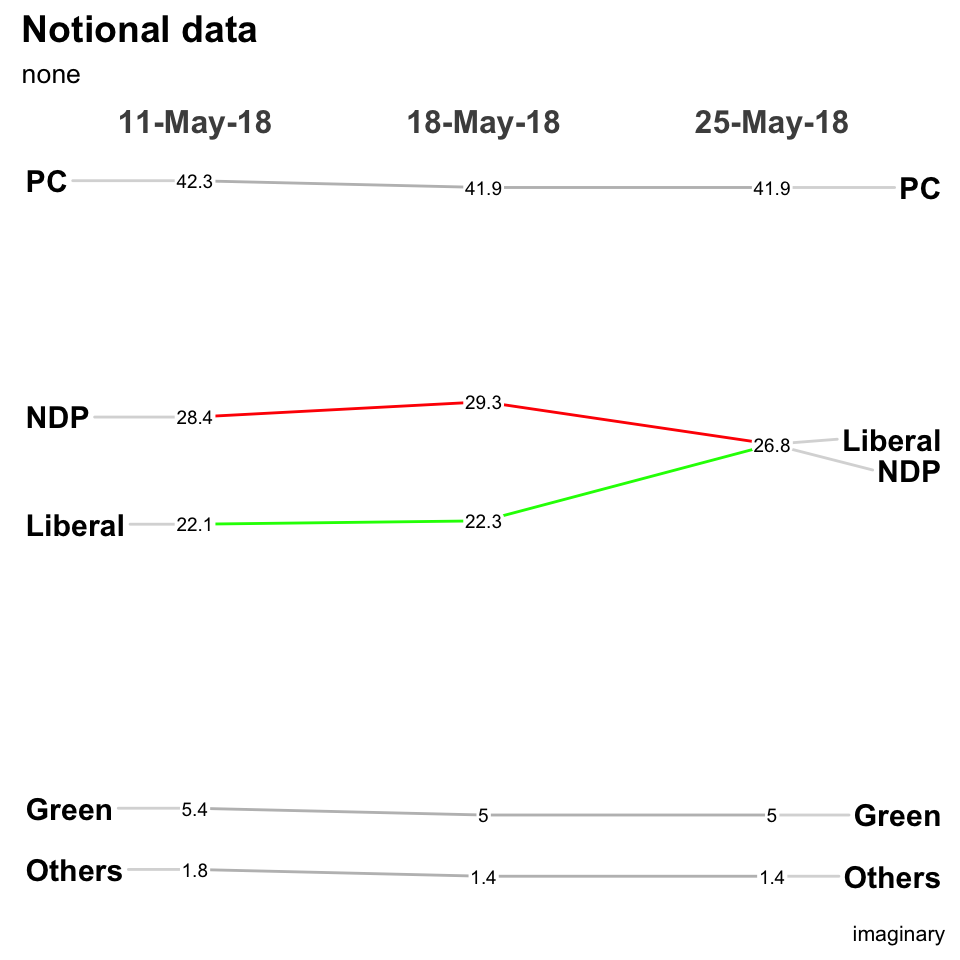 Notional data
none
11-May-18 18-May-18 25-May-18
PC 42.3 41.9 41.9 PC
NDP 28.4 29.3 26.8 Liberal
NDP
Liberal 22.1 22.3
Green 5.4 5 5 Green
Others 1.8 1.4 1.4 Others
imaginary